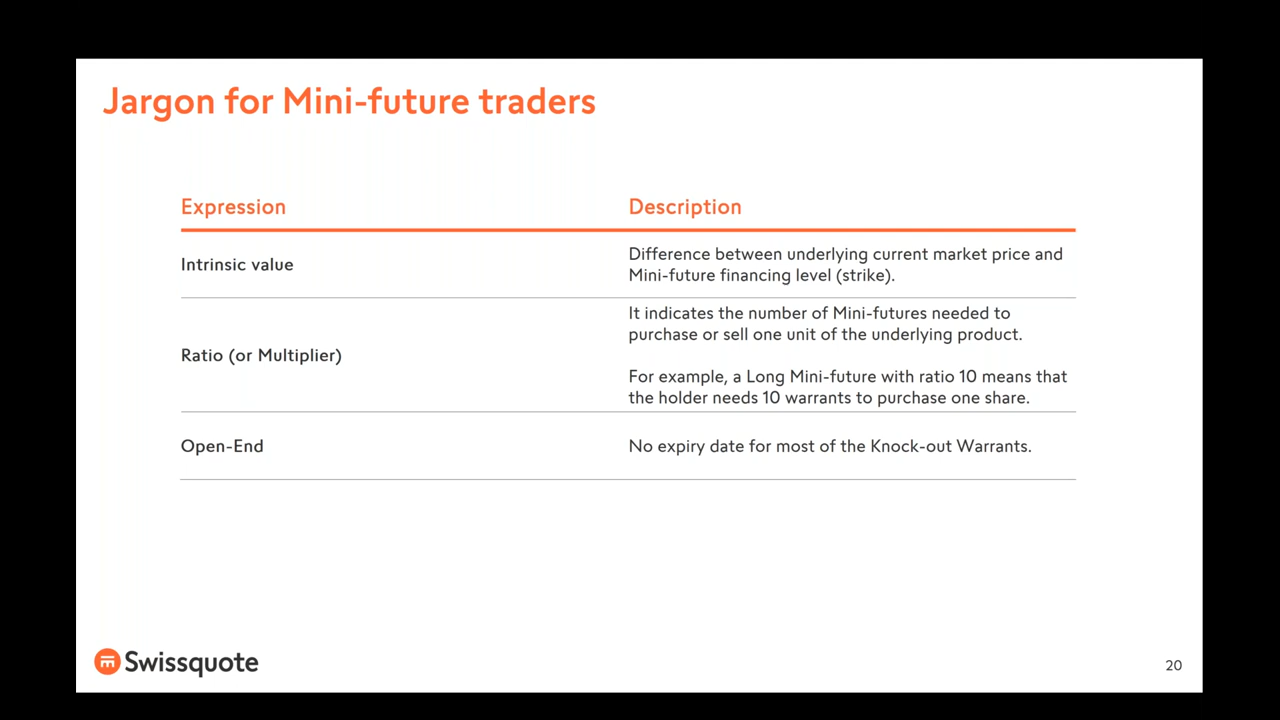 Jargon for Mini-future traders
Expression
Description
Intrinsic value
Difference between underlying current market price and
Mini-future financing level (strike).
Ratio (or Multiplier)
It indicates the number of Mini-futures needed to
purchase or sell one unit of the underlying product.
For example, a Long Mini-future with ratio 10 means that
the holder needs 10 warrants to purchase one share.
Open-End
No expiry date for most of the Knock-out Warrants.
Swissquote
20